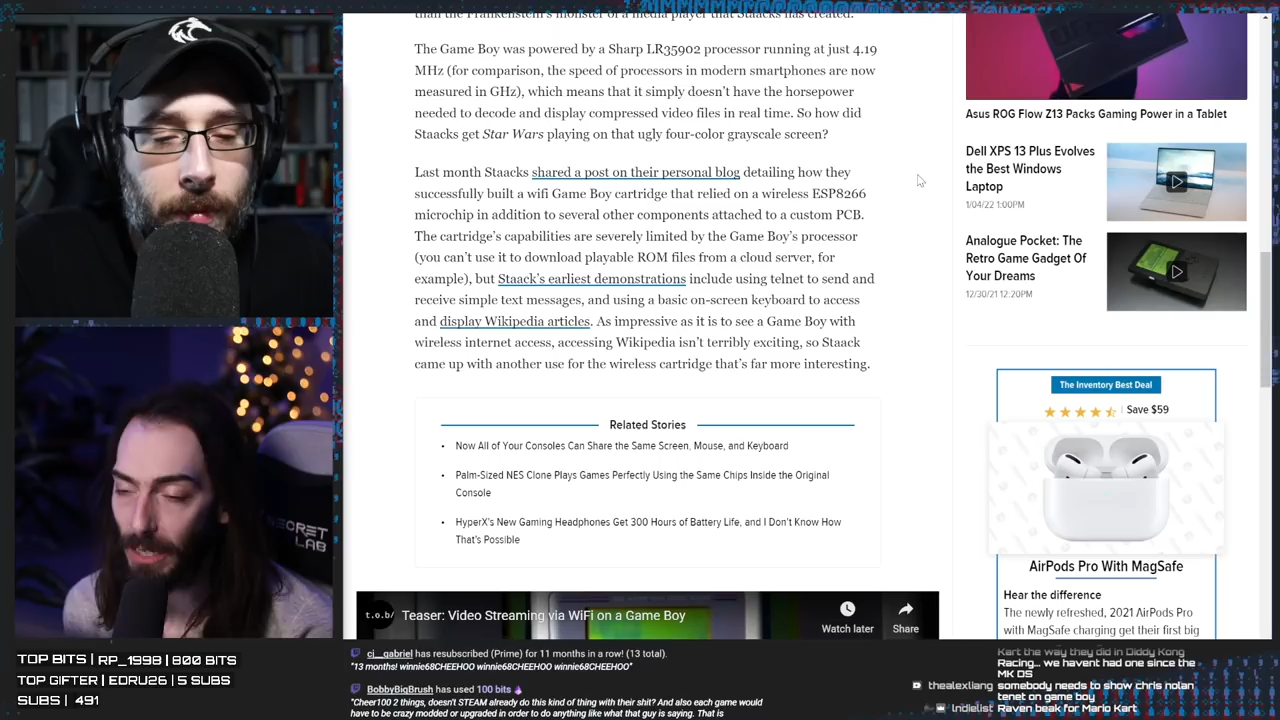 than the Frankenstein's monster of a media player that Staacks has created.
The Game Boy was powered by a Sharp LR35902 processor running at just 4.19
MHz (for comparison, the speed of processors in modern smartphones are now
measured in GHz), which means that it simply doesn't have the horsepower
needed to decode and display compressed video files in real time. So how did
Staacks get Star Wars playing on that ugly four-color grayscale screen?
Last month Staacks shared a post on their personal blog detailing how they
successfully built a wifi Game Boy cartridge that relied on a wireless ESP8266
microchip in addition to several other components attached to a custom PCB.
The cartridge's capabilities are severely limited by the Game Boy's processor
(you can't use it to download playable ROM files from a cloud server, for
example), but Staack's earliest demonstrations include using telnet to send and
receive simple text messages, and using a basic on-screen keyboard to access
and display Wikipedia articles. As impressive as it is to see a Game Boy with
wireless internet access, accessing Wikipedia isn't terribly exciting, so Staack
came up with another use for the wireless cartridge that's far more interesting.
Related Stories
• Now All of Your Consoles Can Share the Same Screen, Mouse, and Keyboard
• Palm-Sized NES Clone Plays Games Perfectly Using the Same Chips Inside the Original
Console
• HyperX's New Gaming Headphones Get 300 Hours of Battery Life, and I Don't Know How
That's Possible
t.o.b/ Teaser: Video Streaming via WiFi on a Game Boy
Watch later
Share
Asus ROG Flow Z13 Packs Gaming Power in a Tablet
Dell XPS 13 Plus Evolves
the Best Windows
Laptop
1/04/22 1:00PM
Analogue Pocket: The
Retro Game Gadget Of
Your Dreams
12/30/21 12:20PM
The Inventory Best Deal
Save $59
AirPods Pro With MagSafe
Hear the difference
The newly refreshed, 2021 AirPods Pro
with MagSafe charging get their first big
SECRET
LAB
TOP BITS | RP_1998 | 800 BITS
TOP GIFTER | EDRU26 | 5 SUBS
SUBS | 491
ci__gabriel has resubscribed (Prime) for 11 months in a row! (13 total).
"13 months! winnie68CHEEHOO winnie68CHEEHOO winnie68CHEEHOO"
BobbyBigBrush has used 100 bits
"Cheer100 2 things, doesn't STEAM already do this kind of thing with their shit? And also each game would
have to be crazy modded or upgraded in order to do anything like what that guy is saying. That is
Kart the way they did in Diddy Kong
Racing... we havent had one since the
MK DS
thealexliang somebody needs to show chris nolan
tenet on game boy
Raven beak for Mario Kart